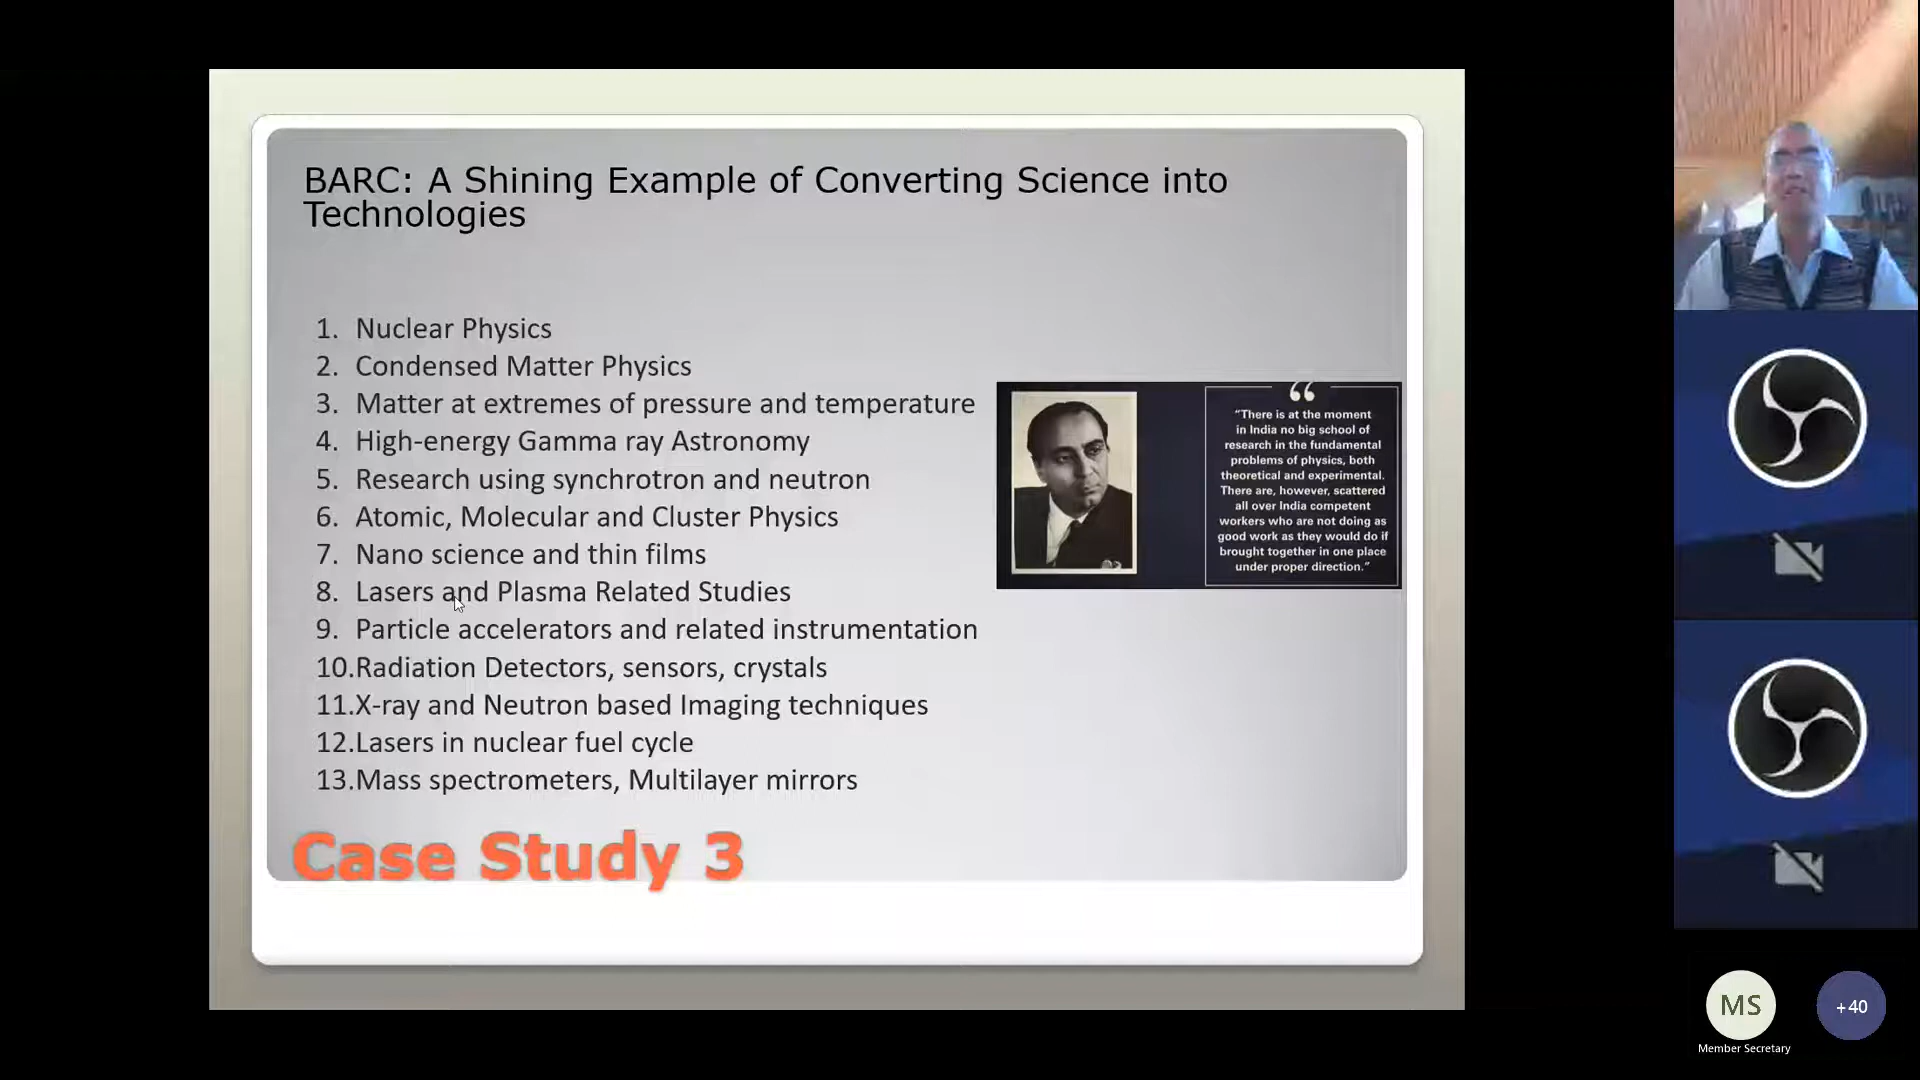 BARC: A Shining Example of Converting Science into
Technologies
1. Nuclear Physics
2. Condensed Matter Physics
3. Matter at extremes of pressure and temperature
4. High-energy Gamma ray Astronomy
5. Research using synchrotron and neutron
6. Atomic, Molecular and Cluster Physics
7. Nano science and thin films
8. Lasers and Plasma Related Studies
9. Particle accelerators and related instrumentation
10.Radiation Detectors, sensors, crystals
11.X-ray and Neutron based Imaging techniques
12.Lasers in nuclear fuel cycle
13.Mass spectrometers, Multilayer mirrors
“
“There is at the moment
in India no big school of
research in the fundamental
problems of physics, both
theoretical and experimental.
There are, however, scattered
all over India competent
workers who are not doing as
good work as they would do if
brought together in one place
under proper direction.”
Case Study 3
MS
+40
Member Secretary